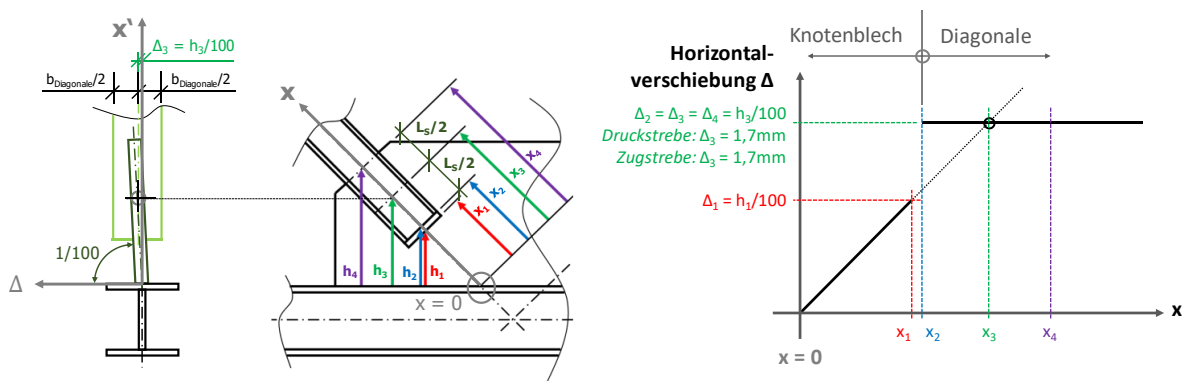 x‘
Δ₃ = h₃/100
b_Diagonale/2
b_Diagonale/2
1/100
Δ
x
Lₛ/2
Lₛ/2
x₄
x₃
x₂
x₁
h₄
h₃
h₂
h₁
x = 0
Knotenblech
Diagonale
Horizontal-
verschiebung Δ
Δ₂ = Δ₃ = Δ₄ = h₃/100
Druckstrebe: Δ₃ = 1,7mm
Zugstrebe: Δ₃ = 1,7mm
Δ₁ = h₁/100
x
x₁
x₂
x₃
x₄
x = 0